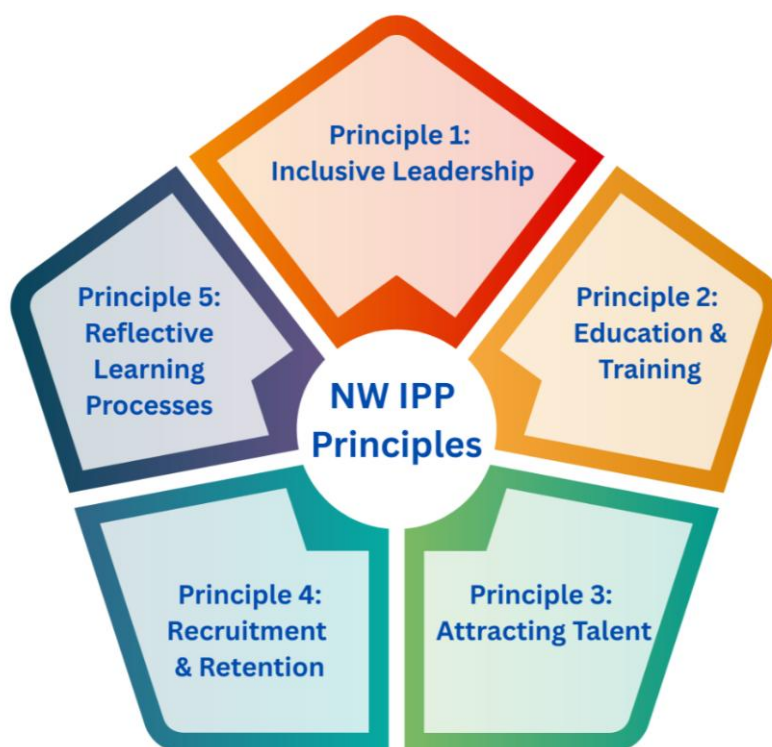 Principle 1:
Inclusive Leadership
Principle 2:
Education &
Training
Principle 3:
Attracting Talent
Principle 4:
Recruitment
& Retention
Principle 5:
Reflective
Learning
Processes
NW IPP
Principles